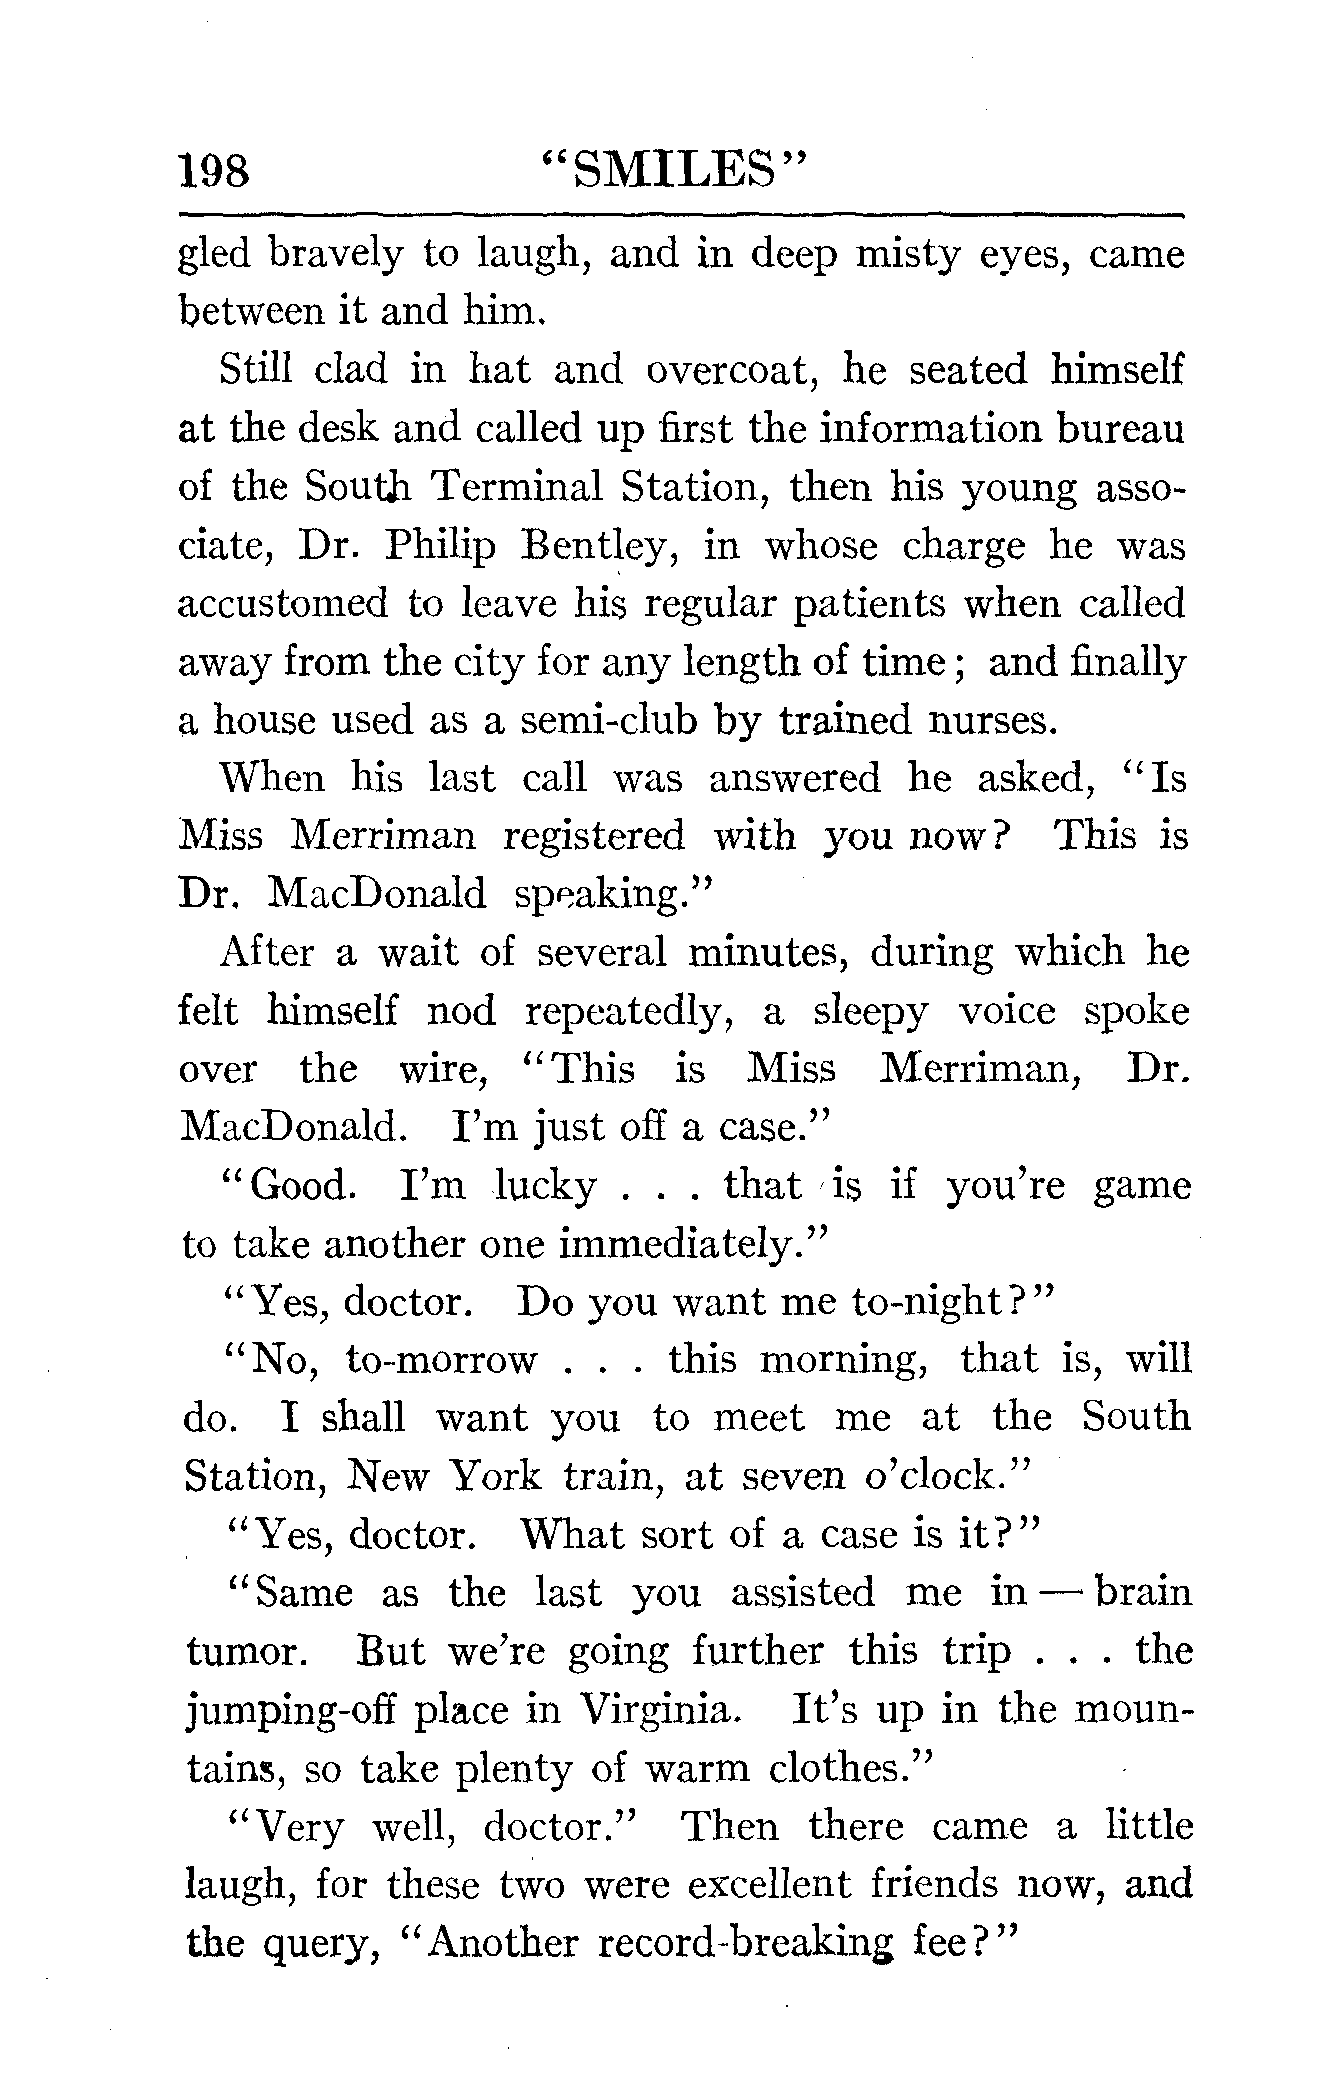 198 "SMILES"
gled bravely to laugh, and in deep misty eyes, came
between it and him.
Still clad in hat and overcoat, he seated himself
at the desk and called up first the information bureau
of the South Terminal Station, then his young asso-
ciate, Dr. Philip Bentley, in whose charge he was
accustomed to leave his regular patients when called
away from the city for any length of time; and finally
a house used as a semi-club by trained nurses.
When his last call was answered he asked, "Is
Miss Merriman registered with you now? This is
Dr. MacDonald speaking."
After a wait of several minutes, during which he
felt himself nod repeatedly, a sleepy voice spoke
over the wire, "This is Miss Merriman, Dr.
MacDonald. I'm just off a case."
"Good. I'm lucky . . . that is if you're game
to take another one immediately."
"Yes, doctor. Do you want me to-night?"
"No, to-morrow . . . this morning, that is, will
do. I shall want you to meet me at the South
Station, New York train, at seven o'clock."
"Yes, doctor. What sort of a case is it?"
"Same as the last you assisted me in — brain
tumor. But we're going further this trip . . . the
jumping-off place in Virginia. It's up in the moun-
tains, so take plenty of warm clothes."
"Very well, doctor." Then there came a little
laugh, for these two were excellent friends now, and
the query, "Another record-breaking fee?"